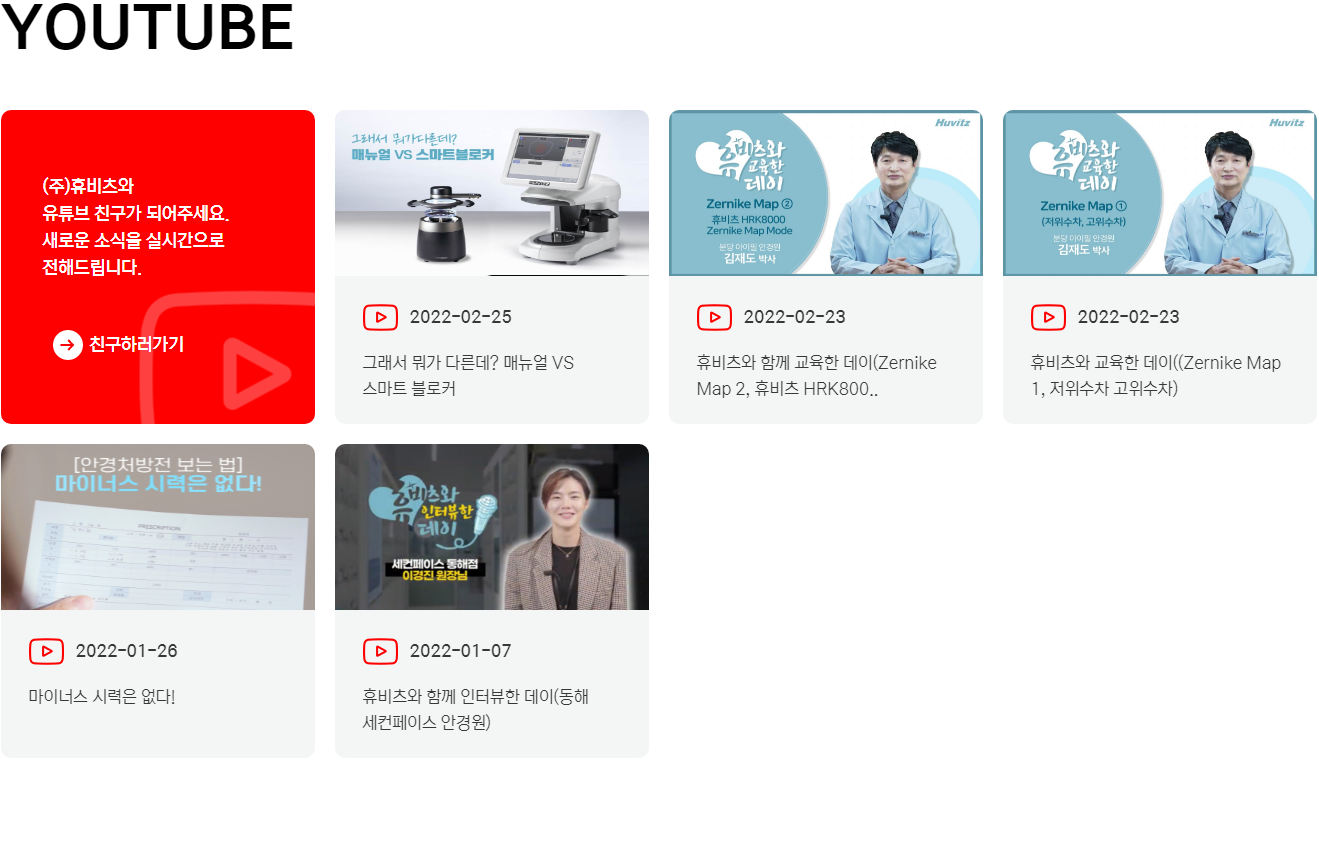 YOUTUBE
(주)휴비츠와
유튜브 친구가 되어주세요.
새로운 소식을 실시간으로
전해드립니다.
친구하러가기
그래서 뭐가다른데?
매뉴얼 VS 스마트블로커
2022-02-25
그래서 뭐가 다른데? 매뉴얼 VS
스마트 블로커
Huvitz
휴비츠와
교육한
데이
Zernike Map ②
휴비츠 HRK8000
Zernike Map Mode
분당 아이필 안경원
김재도 박사
2022-02-23
휴비츠와 함께 교육한 데이(Zernike
Map 2, 휴비츠 HRK800..
Huvitz
휴비츠와
교육한
데이
Zernike Map ①
(저위수차, 고위수차)
분당 아이필 안경원
김재도 박사
2022-02-23
휴비츠와 교육한 데이((Zernike Map
1, 저위수차 고위수차)
[안경처방전 보는 법]
마이너스 시력은 없다!
PRESCRIPTION
2022-01-26
마이너스 시력은 없다!
휴비츠와
인터뷰한
데이
세컨페이스 동해점
이경진 원장님
2022-01-07
휴비츠와 함께 인터뷰한 데이(동해
세컨페이스 안경원)